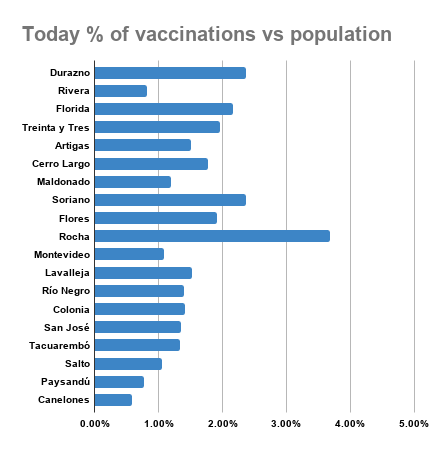 Today % of vaccinations vs population
Durazno
Rivera
Florida
Treinta y Tres
Artigas
Cerro Largo
Maldonado
Soriano
Flores
Rocha
Montevideo
Lavalleja
Río Negro
Colonia
San José
Tacuarembó
Salto
Paysandú
Canelones
0.00% 1.00% 2.00% 3.00% 4.00% 5.00%